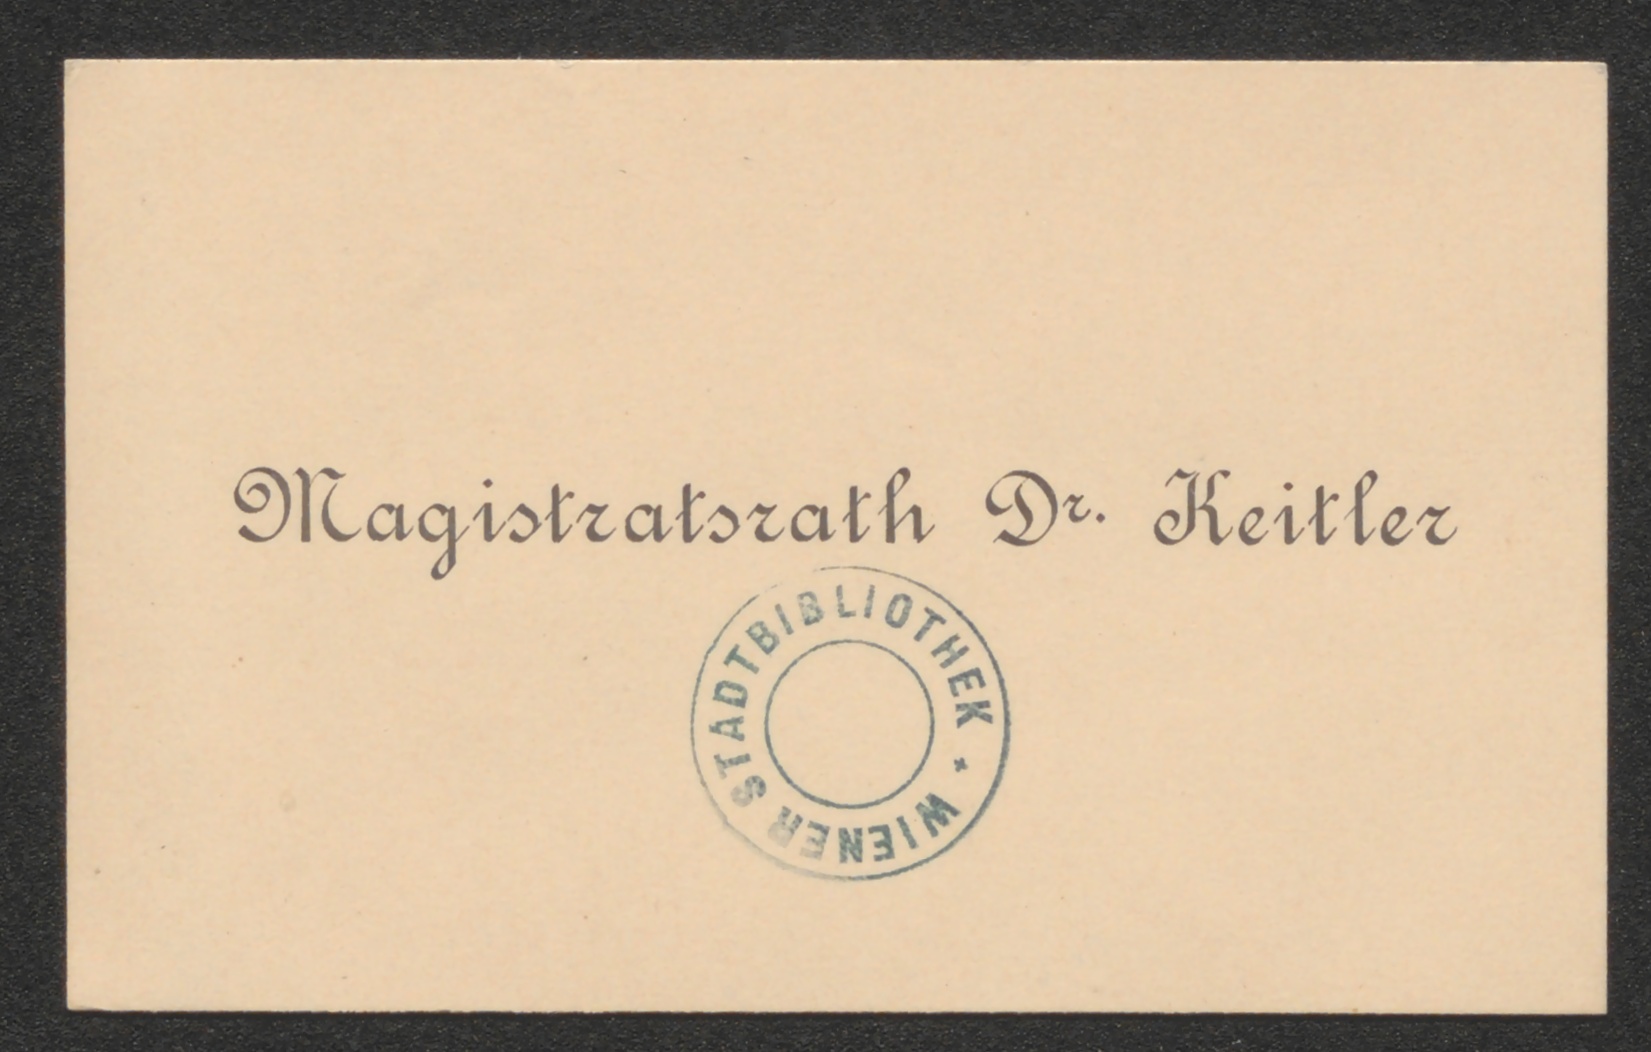 Magistratsrath Dr. Keitler
WIENER STADTBIBLIOTHEK *